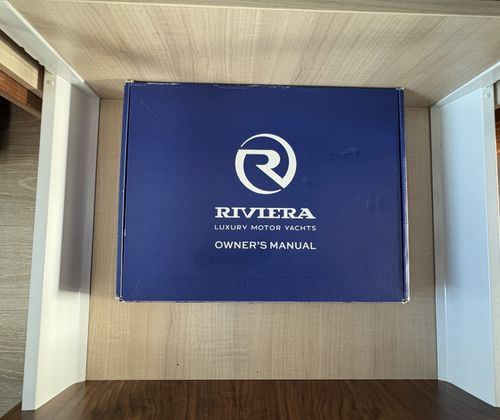 R
RIVIERA
LUXURY MOTOR YACHTS
OWNER'S MANUAL